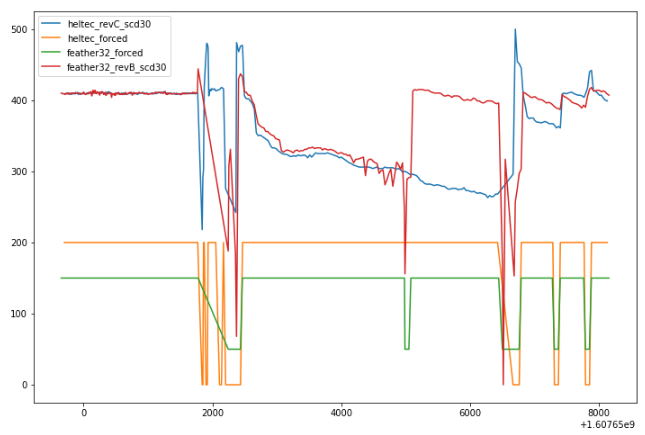 heltec_revC_scd30
heltec_forced
feather32_forced
feather32_revB_scd30
500
400
300
200
100
0
0
2000
4000
6000
8000
+1.60765e9